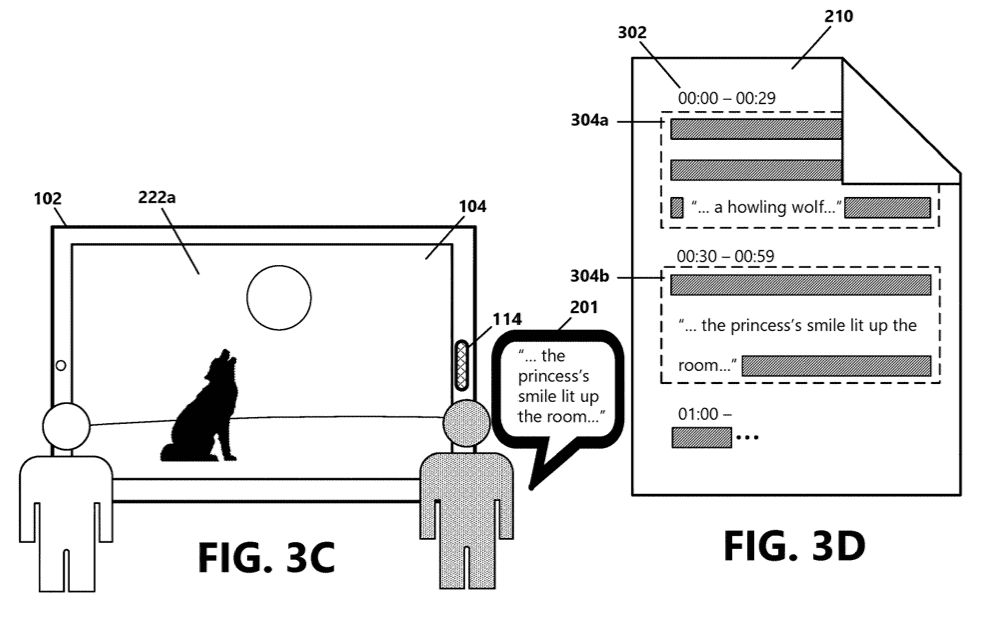 102
222a
104
114
201
"... the
princess's
smile lit up
the room..."
FIG. 3C
302
210
00:00 – 00:29
304a
"... a howling wolf..."
00:30 – 00:59
304b
"... the princess's smile lit up the
room..."
01:00 –
...
FIG. 3D